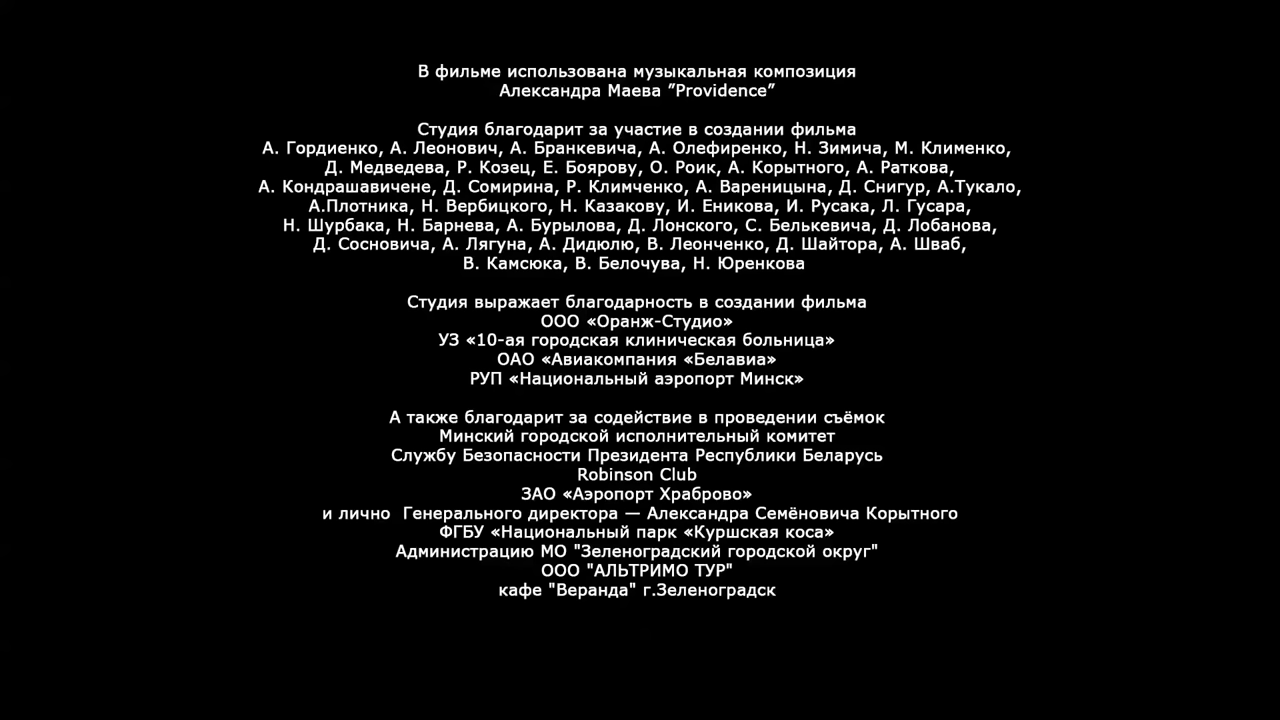 В фильме использована музыкальная композиция
Александра Маева ”Providence”
Студия благодарит за участие в создании фильма
А. Гордиенко, А. Леонович, А. Бранкевича, А. Олефиренко, Н. Зимича, М. Клименко,
Д. Медведева, Р. Козец, Е. Боярову, О. Роик, А. Корытного, А. Раткова,
А. Кондрашавичене, Д. Сомирина, Р. Климченко, А. Вареницына, Д. Снигур, А.Тукало,
А.Плотника, Н. Вербицкого, Н. Казакову, И. Еникова, И. Русака, Л. Гусара,
Н. Шурбака, Н. Барнева, А. Бурылова, Д. Лонского, С. Белькевича, Д. Лобанова,
Д. Сосновича, А. Лягуна, А. Дидюлю, В. Леонченко, Д. Шайтора, А. Шваб,
В. Камсюка, В. Белочува, Н. Юренкова
Студия выражает благодарность в создании фильма
ООО «Оранж-Студио»
УЗ «10-ая городская клиническая больница»
ОАО «Авиакомпания «Белавиа»
РУП «Национальный аэропорт Минск»
А также благодарит за содействие в проведении съёмок
Минский городской исполнительный комитет
Службу Безопасности Президента Республики Беларусь
Robinson Club
ЗАО «Аэропорт Храброво»
и лично  Генерального директора — Александра Семёновича Корытного
ФГБУ «Национальный парк «Куршская коса»
Администрацию МО "Зеленоградский городской округ"
ООО "АЛЬТРИМО ТУР"
кафе "Веранда" г.Зеленоградск